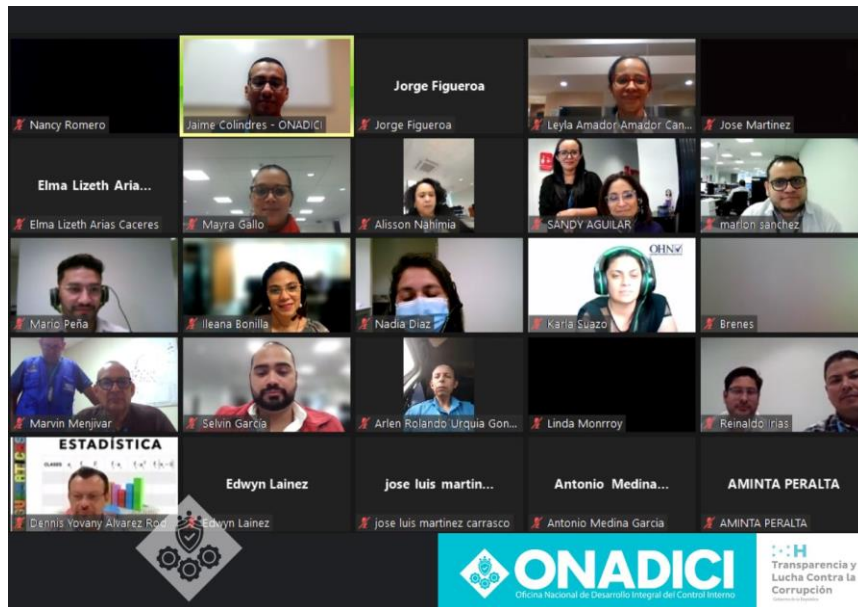 Nancy Romero
Jaime Colindres - ONADICI
Jorge Figueroa
Jorge Figueroa
Leyla Amador Amador Can...
Jose Martinez
Elma Lizeth Aria...
Elma Lizeth Arias Caceres
Mayra Gallo
Alisson Nahimia
SANDY AGUILAR
marlon sanchez
Mario Peña
Ileana Bonilla
Nadia Diaz
OHN
Karla Suazo
Brenes
Marvin Menjivar
Selvin García
Arlen Rolando Urquia Gon...
Linda Monrroy
Reinaldo Irias
ESTADÍSTICA
Dennis Yovany Alvarez Rod
Edwyn Lainez
Edwyn Lainez
jose luis martin...
jose luis martinez carrasco
Antonio Medina...
Antonio Medina Garcia
AMINTA PERALTA
AMINTA PERALTA
ONADICI
Oficina Nacional de Desarrollo Integral del Control Interno
Transparencia y
Lucha Contra la
Corrupción